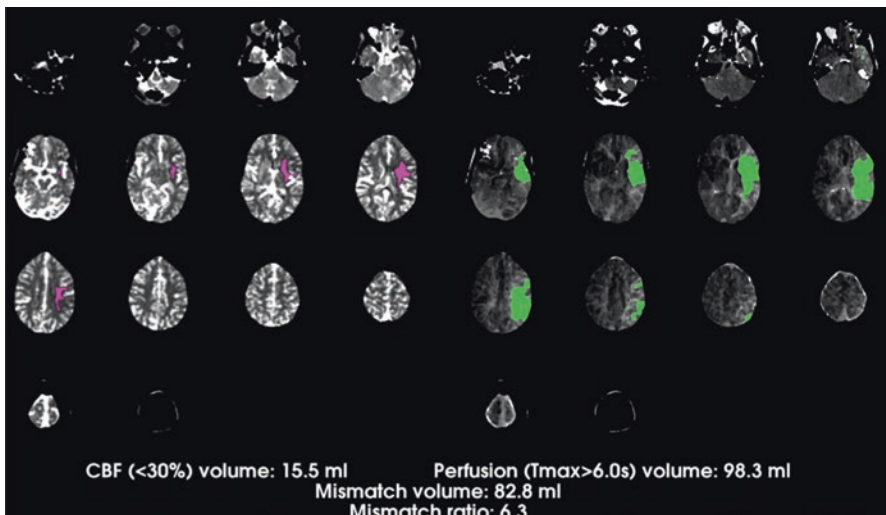 CBF (<30%) volume: 15.5 ml Perfusion (Tmax>6.0s) volume: 98.3 ml
Mismatch volume: 82.8 ml
Mismatch ratio: 6.3